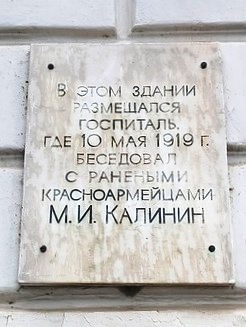 В ЭТОМ ЗДАНИИ
РАЗМЕЩАЛСЯ
ГОСПИТАЛЬ,
ГДЕ 10 МАЯ 1919 Г.
БЕСЕДОВАЛ
С РАНЕНЫМИ
КРАСНОАРМЕЙЦАМИ
М.И. КАЛИНИН